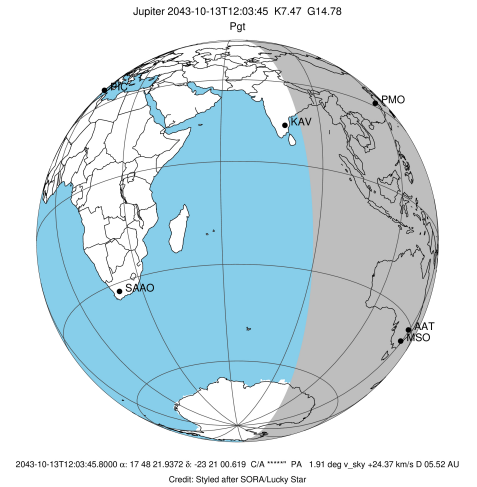 Jupiter 2043-10-13T12:03:45 K7.47 G14.78
Pgt
PIC
PMO
KAV
SAAO
AAT
MSO
2043-10-13T12:03:45.8000 α: 17 48 21.9372 δ: -23 21 00.619 C/A *****" PA 1.91 deg v_sky +24.37 km/s D 05.52 AU
Credit: Styled after SORA/Lucky Star